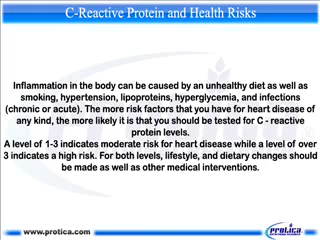 C-Reactive Protein and Health Risks
Inflammation in the body can be caused by an unhealthy diet as well as
smoking, hypertension, lipoproteins, hyperglycemia, and infections
(chronic or acute). The more risk factors that you have for heart disease of
any kind, the more likely it is that you should be tested for C - reactive
protein levels.
A level of 1-3 indicates moderate risk for heart disease while a level of over
3 indicates a high risk. For both levels, lifestyle, and dietary changes should
be made as well as other medical interventions.
www.protica.com
protica